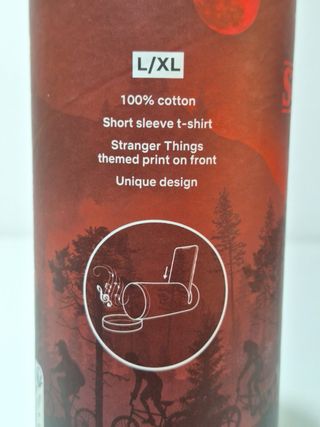 L/XL
100% cotton
Short sleeve t-shirt
Stranger Things
themed print on front
Unique design